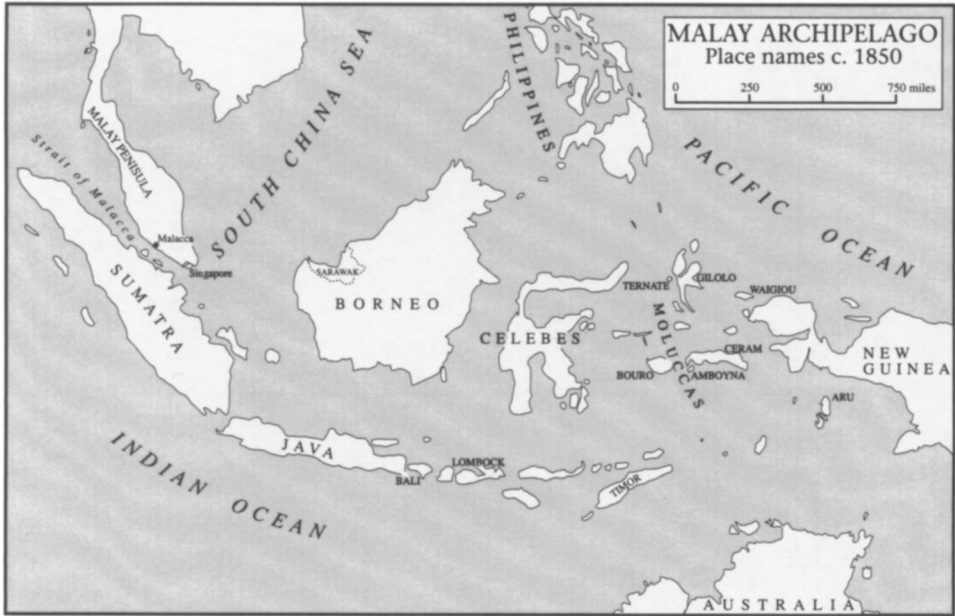 MALAY ARCHIPELAGO
Place names c. 1850
0 250 500 750 miles
PHILIPPINES
SOUTH CHINA SEA
MALAY PENISULA
Strait of Malacca
PACIFIC
OCEAN
Malacca
Singapore
SUMATRA
SARAWAK
BORNEO
CELEBES
TERNATE
GILOLO
WAIGIOU
MOLUCCAS
CERAM
BOURO
AMBOYNA
NEW
GUINEA
ARU
INDIAN OCEAN
JAVA
BALI
LOMBOCK
TIMOR
AUSTRALIA